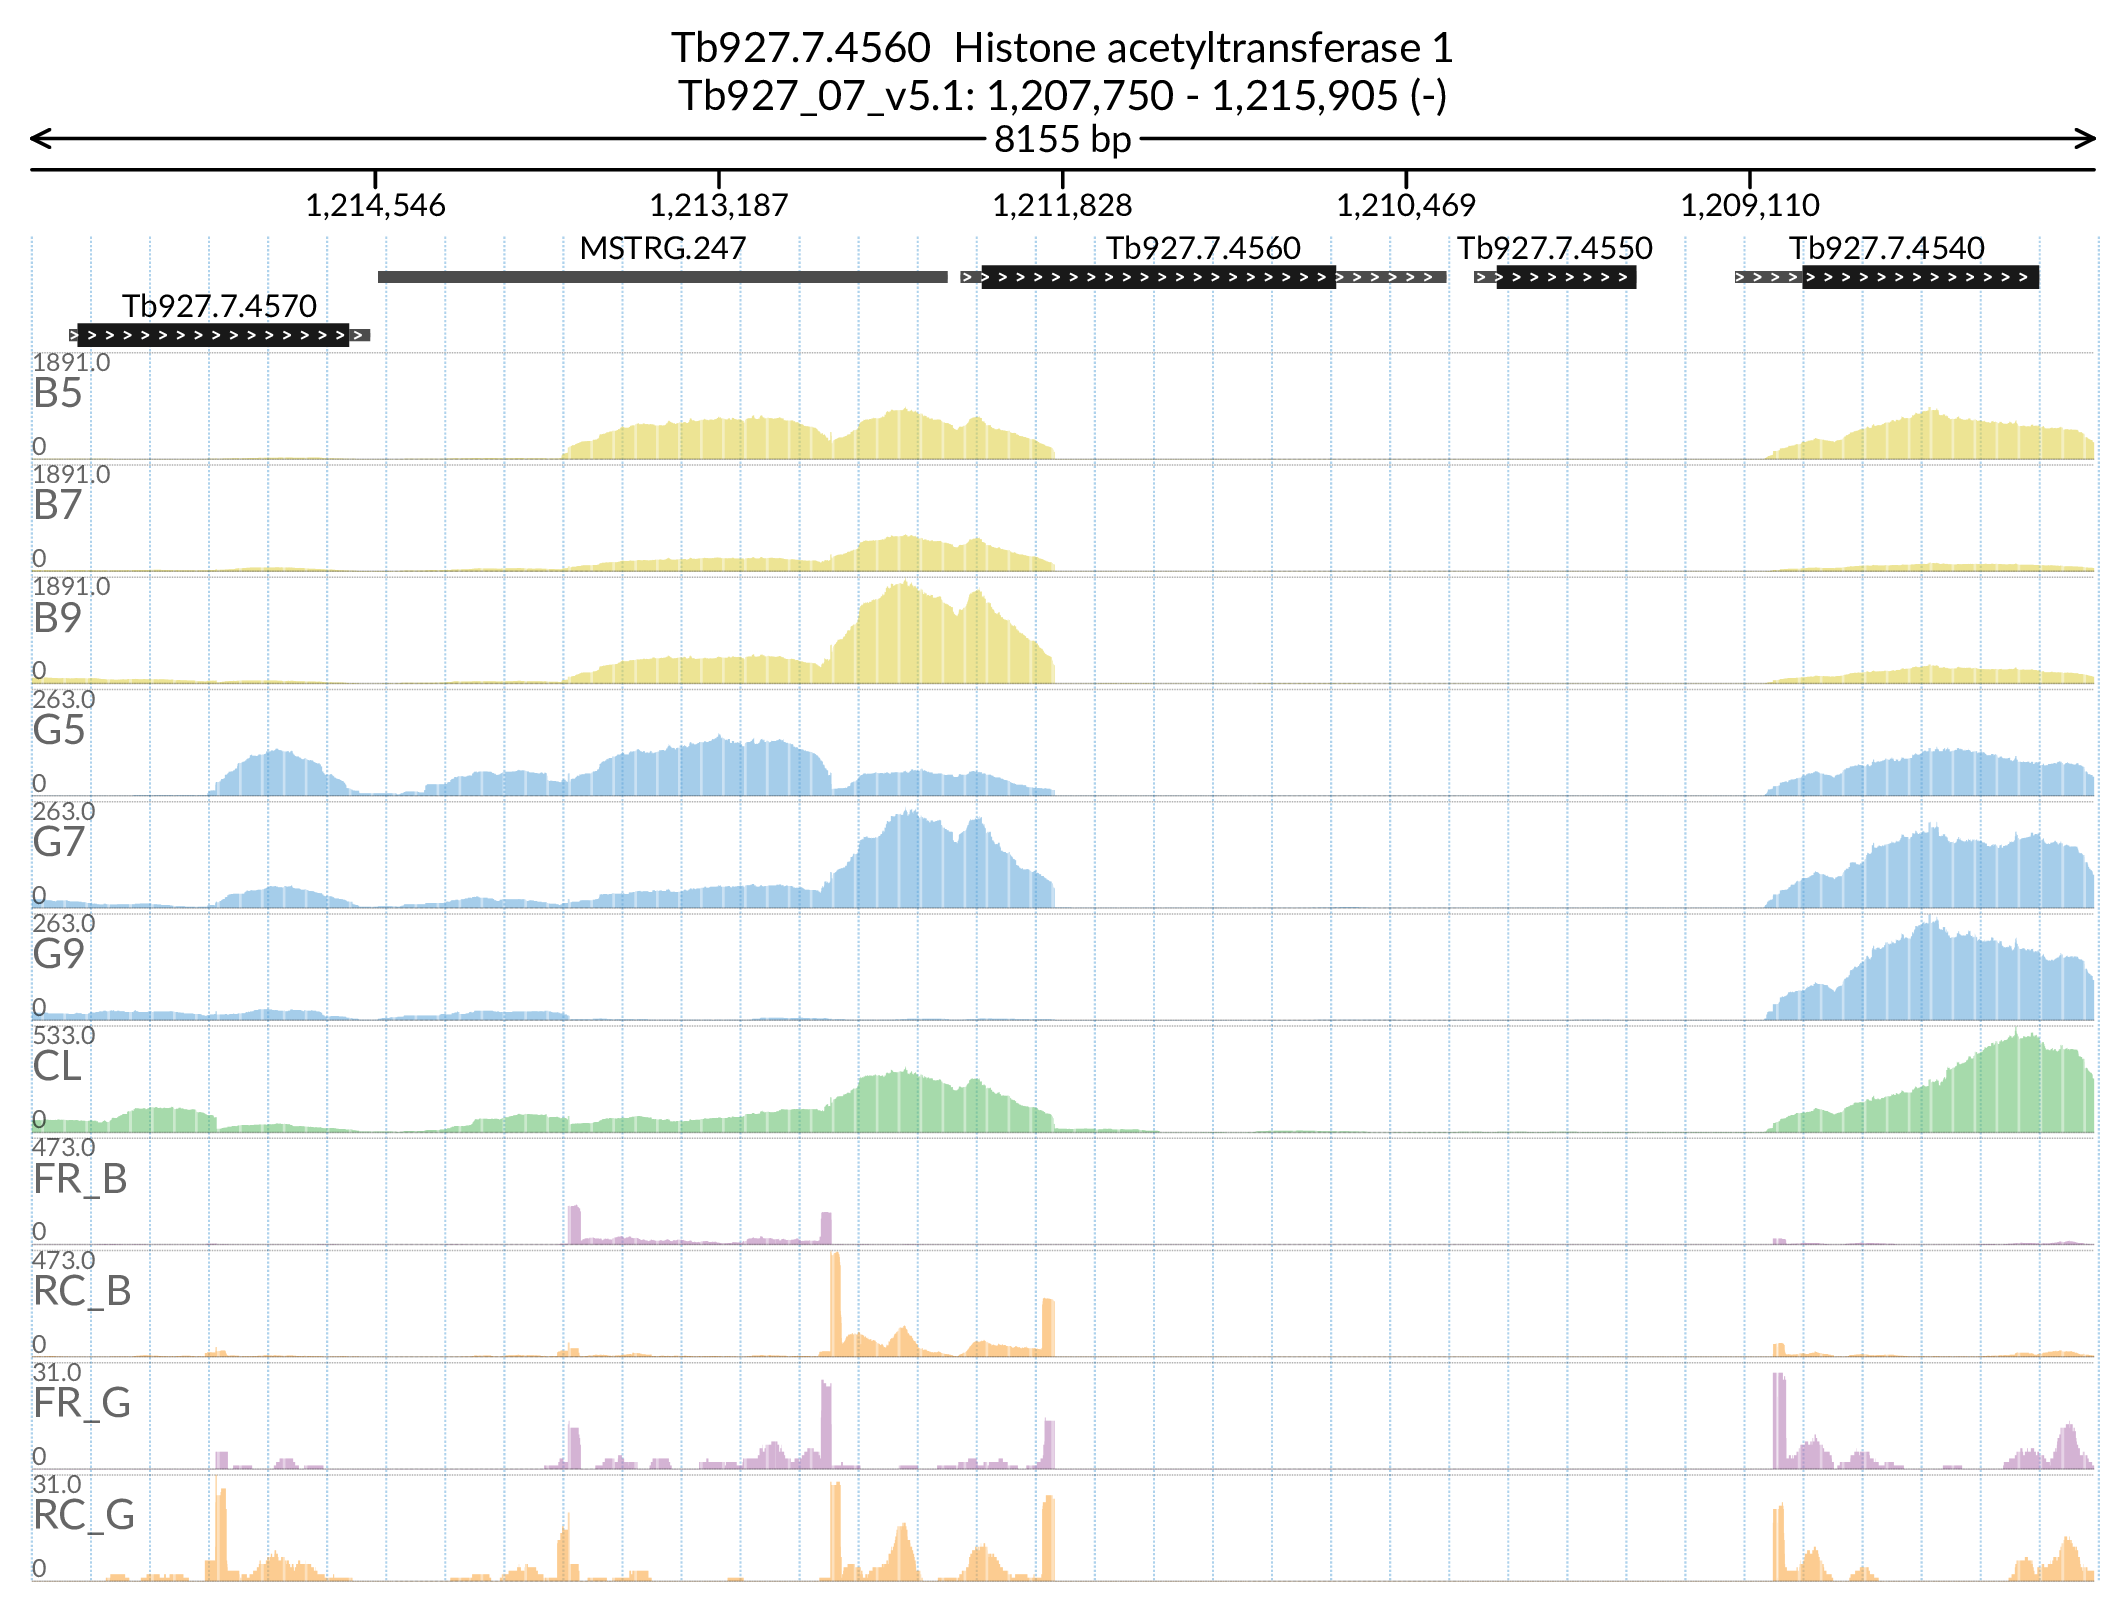 Tb927.7.4560  Histone acetyltransferase 1
Tb927_07_v5.1: 1,207,750 - 1,215,905 (-)
8155 bp
1,214,546 1,213,187 1,211,828 1,210,469 1,209,110
MSTRG.247 Tb927.7.4560 Tb927.7.4550 Tb927.7.4540
Tb927.7.4570
1891.0
B5
0
1891.0
B7
0
1891.0
B9
0
263.0
G5
0
263.0
G7
0
263.0
G9
0
533.0
CL
0
473.0
FR_B
0
473.0
RC_B
0
31.0
FR_G
0
31.0
RC_G
0